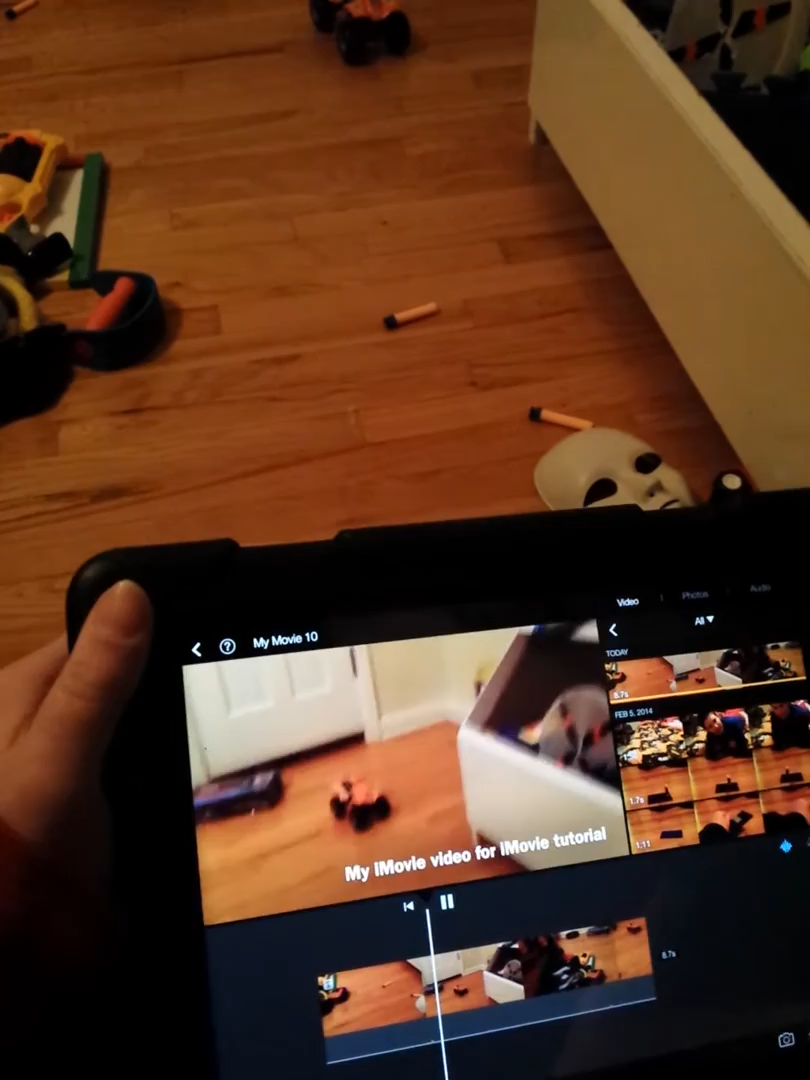 My Movie 10
Video
Photos
Audio
All
TODAY
8.7s
FEB 5, 2014
1.7s
1:11
My iMovie video for iMovie tutorial
8.7s